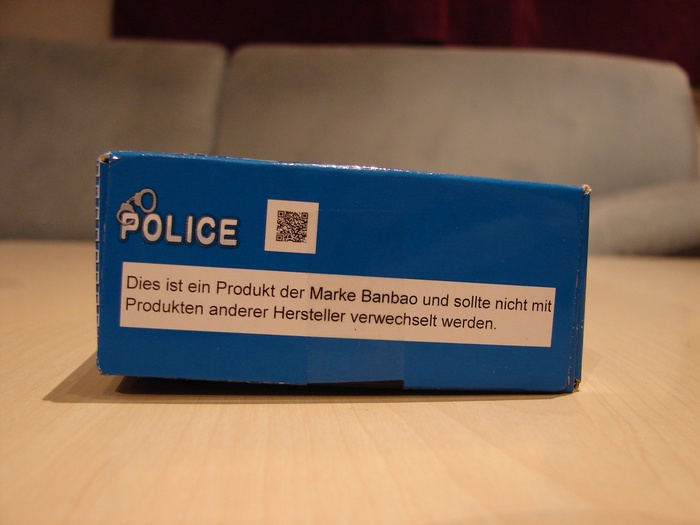 POLICE
Dies ist ein Produkt der Marke Banbao und sollte nicht mit
Produkten anderer Hersteller verwechselt werden.